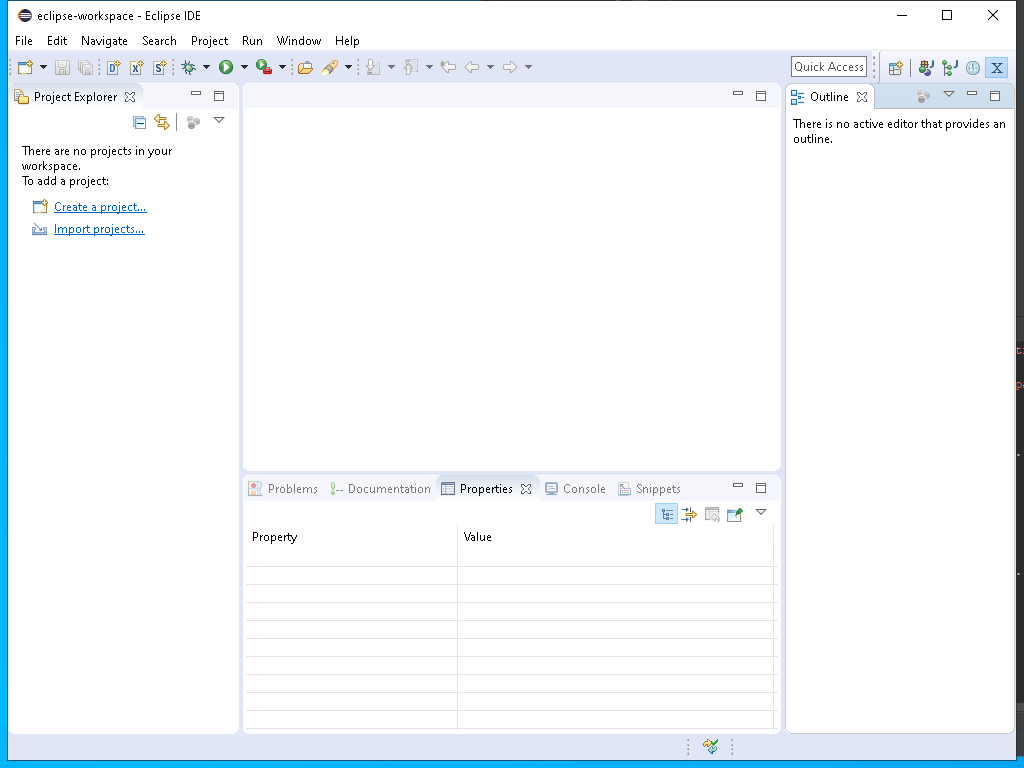 eclipse-workspace - Eclipse IDE
File Edit Navigate Search Project Run Window Help
Quick Access
Project Explorer
There are no projects in your
workspace.
To add a project:
Create a project...
Import projects...
Outline
There is no active editor that provides an
outline.
Problems Documentation Properties Console Snippets
Property Value